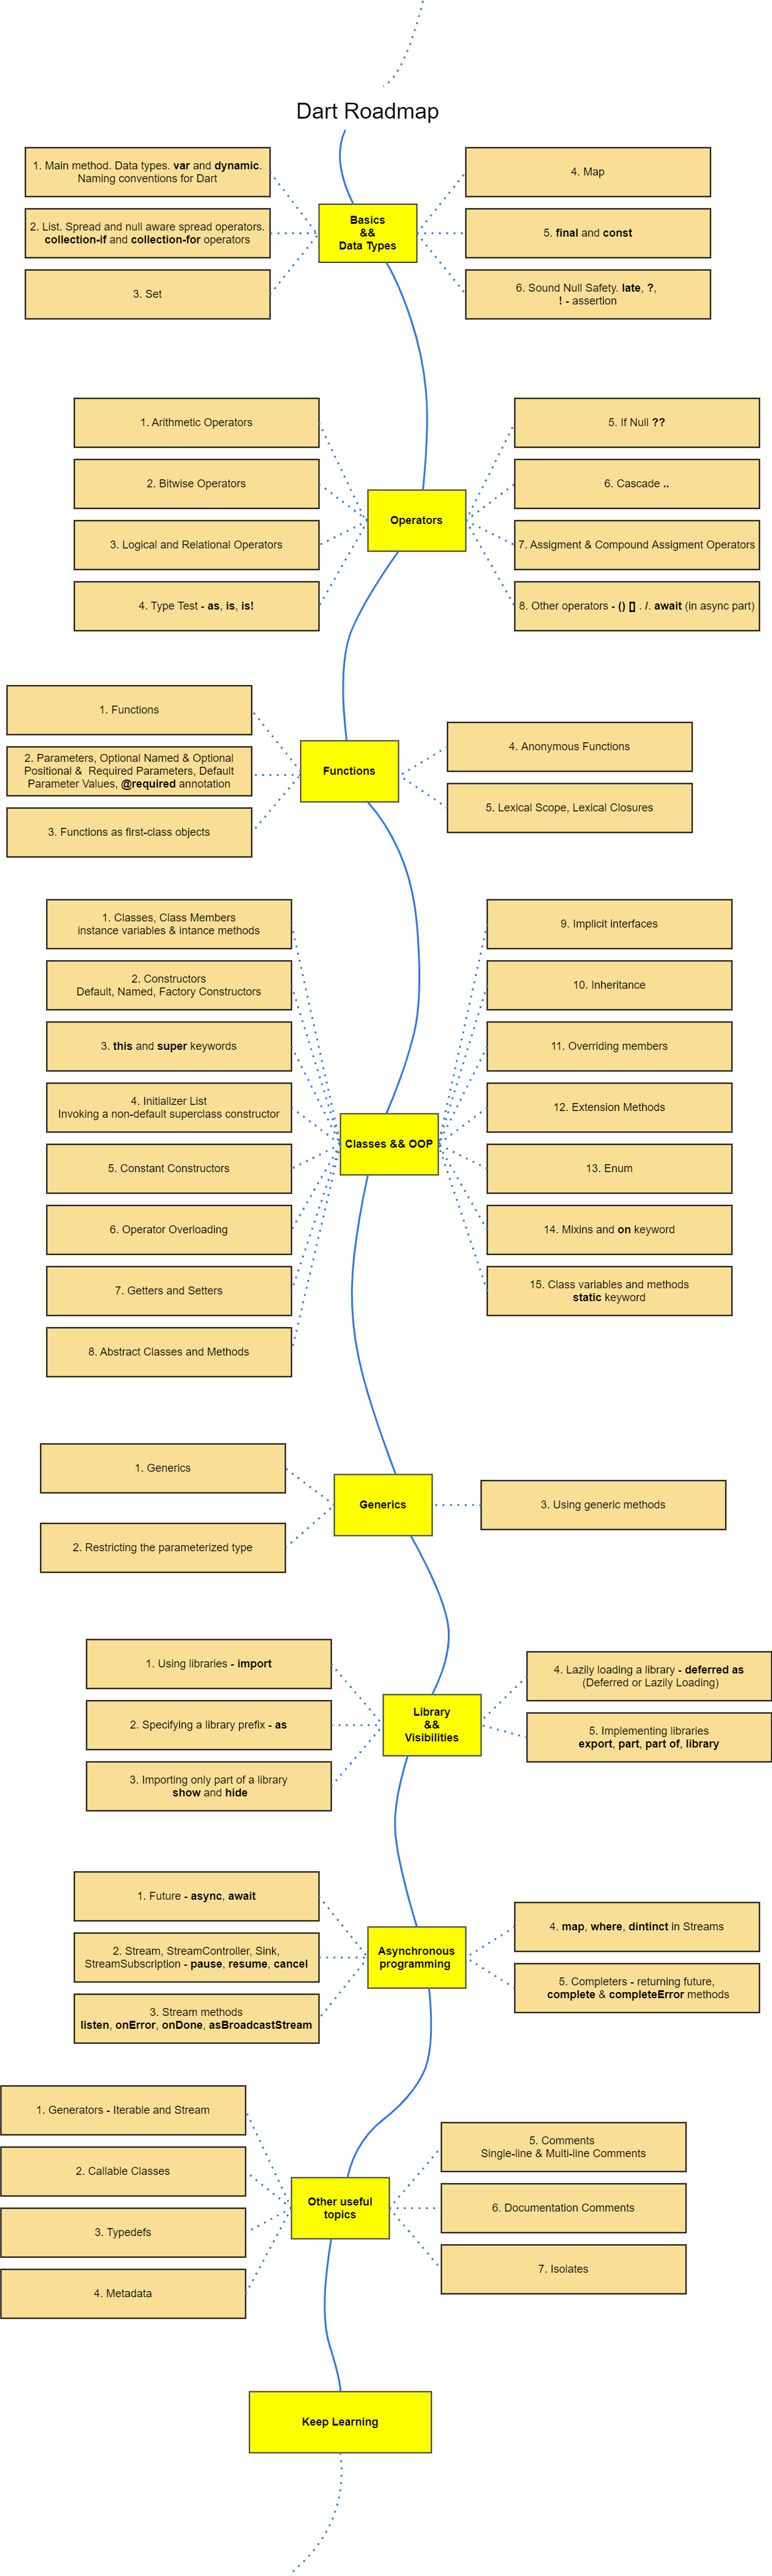 Dart Roadmap
1. Main method. Data types. var and dynamic.
Naming conventions for Dart
2. List. Spread and null aware spread operators.
collection-if and collection-for operators
3. Set
Basics
&&
Data Types
4. Map
5. final and const
6. Sound Null Safety. late, ?,
! - assertion
1. Arithmetic Operators
2. Bitwise Operators
3. Logical and Relational Operators
4. Type Test - as, is, is!
Operators
5. If Null ??
6. Cascade ..
7. Assigment & Compound Assigment Operators
8. Other operators - () [] . /. await (in async part)
1. Functions
2. Parameters, Optional Named & Optional
Positional & Required Parameters, Default
Parameter Values, @required annotation
3. Functions as first-class objects
Functions
4. Anonymous Functions
5. Lexical Scope, Lexical Closures
1. Classes, Class Members
instance variables & intance methods
2. Constructors
Default, Named, Factory Constructors
3. this and super keywords
4. Initializer List
Invoking a non-default superclass constructor
5. Constant Constructors
6. Operator Overloading
7. Getters and Setters
8. Abstract Classes and Methods
Classes && OOP
9. Implicit interfaces
10. Inheritance
11. Overriding members
12. Extension Methods
13. Enum
14. Mixins and on keyword
15. Class variables and methods
static keyword
1. Generics
2. Restricting the parameterized type
Generics
3. Using generic methods
1. Using libraries - import
2. Specifying a library prefix - as
3. Importing only part of a library
show and hide
Library
&&
Visibilities
4. Lazily loading a library - deferred as
(Deferred or Lazily Loading)
5. Implementing libraries
export, part, part of, library
1. Future - async, await
2. Stream, StreamController, Sink,
StreamSubscription - pause, resume, cancel
3. Stream methods
listen, onError, onDone, asBroadcastStream
Asynchronous
programming
4. map, where, dintinct in Streams
5. Completers - returning future,
complete & completeError methods
1. Generators - Iterable and Stream
2. Callable Classes
3. Typedefs
4. Metadata
Other useful
topics
5. Comments
Single-line & Multi-line Comments
6. Documentation Comments
7. Isolates
Keep Learning